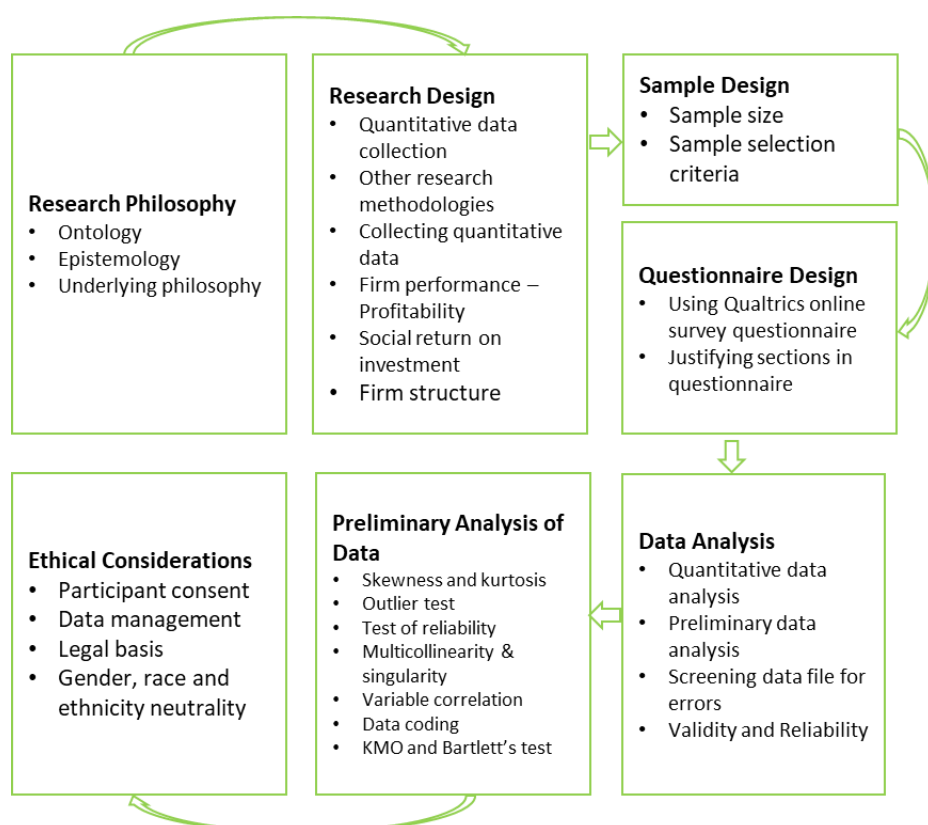 Research Philosophy
• Ontology
• Epistemology
• Underlying philosophy
Research Design
• Quantitative data
collection
• Other research
methodologies
• Collecting quantitative
data
• Firm performance –
Profitability
• Social return on
investment
• Firm structure
Sample Design
• Sample size
• Sample selection
criteria
Questionnaire Design
• Using Qualtrics online
survey questionnaire
• Justifying sections in
questionnaire
Data Analysis
• Quantitative data
analysis
• Preliminary data
analysis
• Screening data file for
errors
• Validity and Reliability
Preliminary Analysis of
Data
• Skewness and kurtosis
• Outlier test
• Test of reliability
• Multicollinearity &
singularity
• Variable correlation
• Data coding
• KMO and Bartlett’s test
Ethical Considerations
• Participant consent
• Data management
• Legal basis
• Gender, race and
ethnicity neutrality